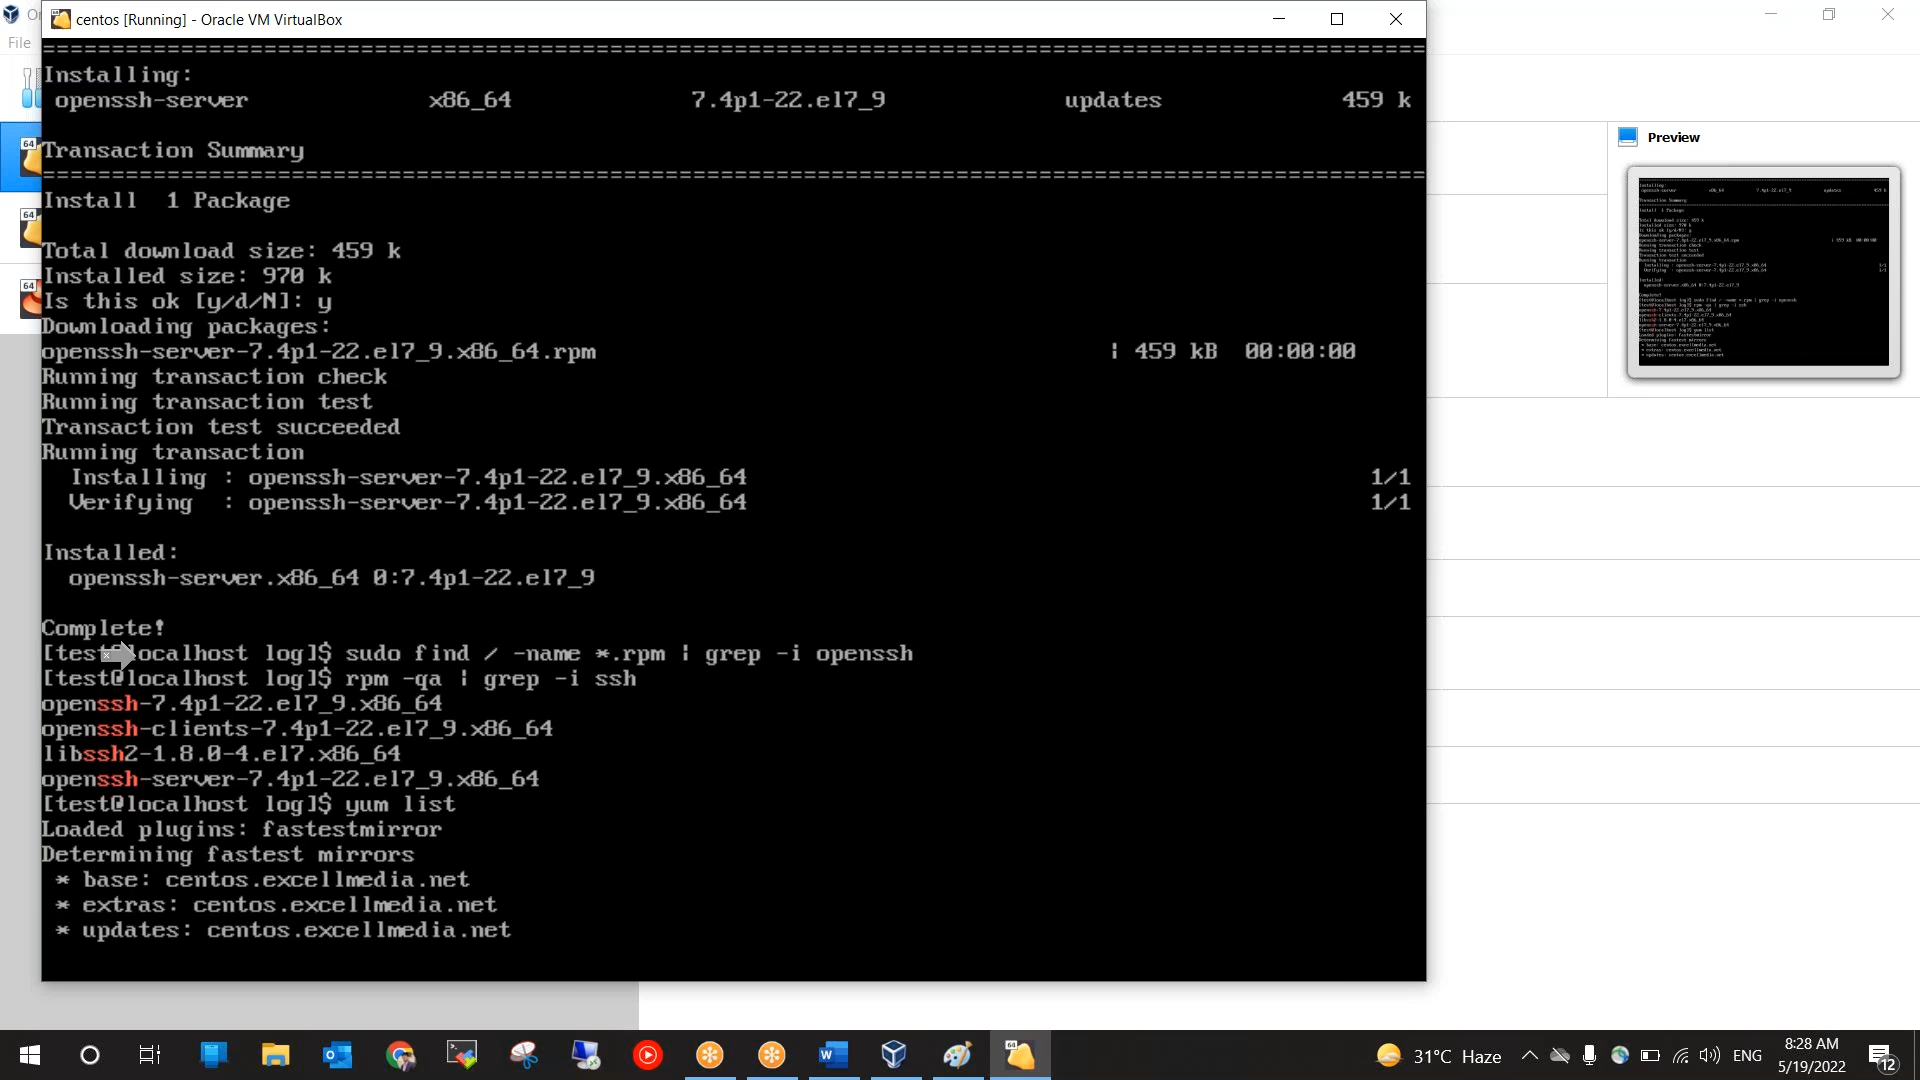 centos [Running] - Oracle VM VirtualBox
File
Installing:
openssh-server x86_64 7.4p1-22.el7_9 updates 459 k
Transaction Summary
Install 1 Package
Total download size: 459 k
Installed size: 970 k
Is this ok [y/d/N]: y
Downloading packages:
openssh-server-7.4p1-22.el7_9.x86_64.rpm | 459 kB 00:00:00
Running transaction check
Running transaction test
Transaction test succeeded
Running transaction
Installing : openssh-server-7.4p1-22.el7_9.x86_64 1/1
Verifying : openssh-server-7.4p1-22.el7_9.x86_64 1/1
Installed:
openssh-server.x86_64 0:7.4p1-22.el7_9
Complete!
[test@localhost log]$ sudo find / -name *.rpm | grep -i openssh
[test@localhost log]$ rpm -qa | grep -i ssh
openssh-7.4p1-22.el7_9.x86_64
openssh-clients-7.4p1-22.el7_9.x86_64
libssh2-1.8.0-4.el7.x86_64
openssh-server-7.4p1-22.el7_9.x86_64
[test@localhost log]$ yum list
Loaded plugins: fastestmirror
Determining fastest mirrors
* base: centos.excellmedia.net
* extras: centos.excellmedia.net
* updates: centos.excellmedia.net
64
64
64
Preview
31°C Haze
ENG
8:28 AM
5/19/2022
12